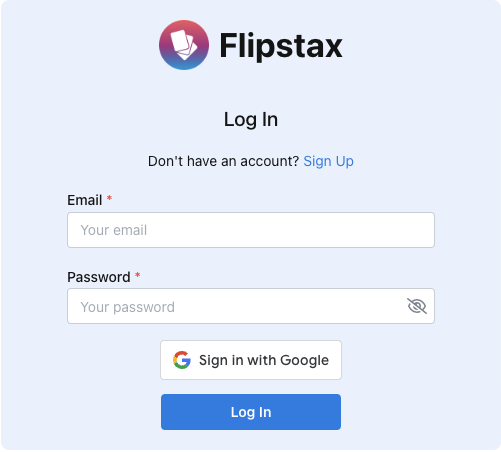 Flipstax
Log In
Don't have an account? Sign Up
Email *
Your email
Password *
Your password
Sign in with Google
Log In